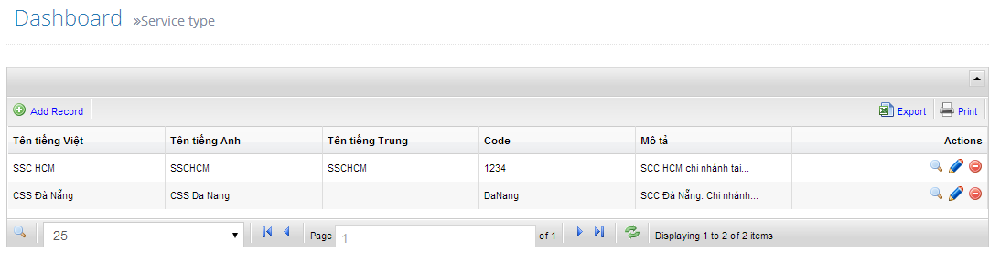 Dashboard »Service type
Add Record Export Print
Tên tiếng Việt Tên tiếng Anh Tên tiếng Trung Code Mô tả Actions
SSC HCM SSCHCM SSCHCM 1234 SCC HCM chi nhánh tại...
CSS Đà Nẵng CSS Da Nang DaNang SCC Đà Nẵng: Chi nhánh...
25 Page 1 of 1 Displaying 1 to 2 of 2 items